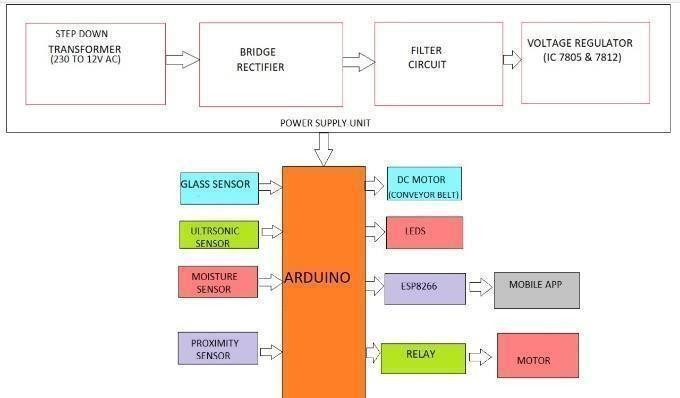 STEP DOWN
TRANSFORMER
(230 TO 12V AC)
BRIDGE
RECTIFIER
FILTER
CIRCUIT
VOLTAGE REGULATOR
(IC 7805 & 7812)
POWER SUPPLY UNIT
GLASS SENSOR
ULTRSONIC
SENSOR
MOISTURE
SENSOR
PROXIMITY
SENSOR
ARDUINO
DC MOTOR
(CONVEYOR BELT)
LEDS
ESP8266
MOBILE APP
RELAY
MOTOR